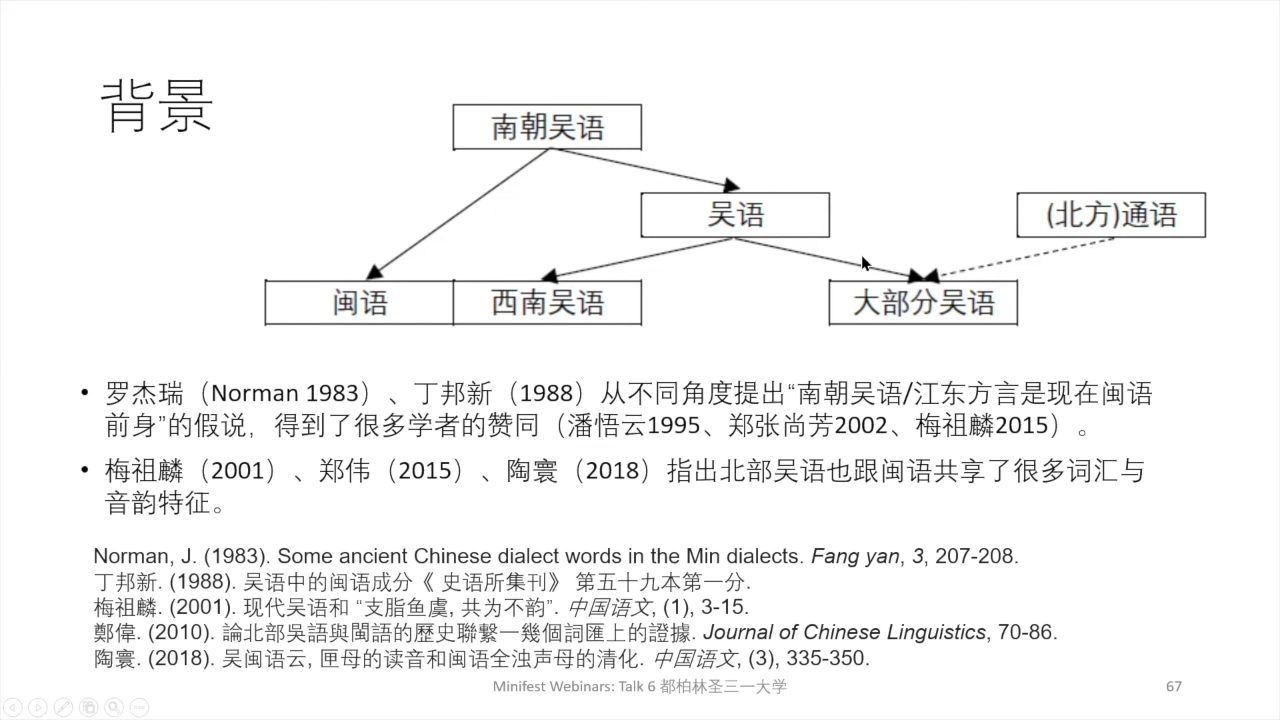 背景
南朝吴语
吴语
(北方)通语
闽语
西南吴语
大部分吴语
• 罗杰瑞（Norman 1983）、丁邦新（1988）从不同角度提出“南朝吴语/江东方言是现在闽语
前身”的假说，得到了很多学者的赞同（潘悟云1995、郑张尚芳2002、梅祖麟2015）。
• 梅祖麟（2001）、郑伟（2015）、陶寰（2018）指出北部吴语也跟闽语共享了很多词汇与
音韵特征。
Norman, J. (1983). Some ancient Chinese dialect words in the Min dialects. Fang yan, 3, 207-208.
丁邦新. (1988). 吴语中的闽语成分《 史语所集刊》 第五十九本第一分.
梅祖麟. (2001). 现代吴语和 “支脂鱼虞, 共为不韵”. 中国语文, (1), 3-15.
鄭偉. (2010). 論北部吳語與閩語的歷史聯繫一幾個詞匯上的證據. Journal of Chinese Linguistics, 70-86.
陶寰. (2018). 吴闽语云, 匣母的读音和闽语全浊声母的清化. 中国语文, (3), 335-350.
Minifest Webinars: Talk 6 都柏林圣三一大学
67